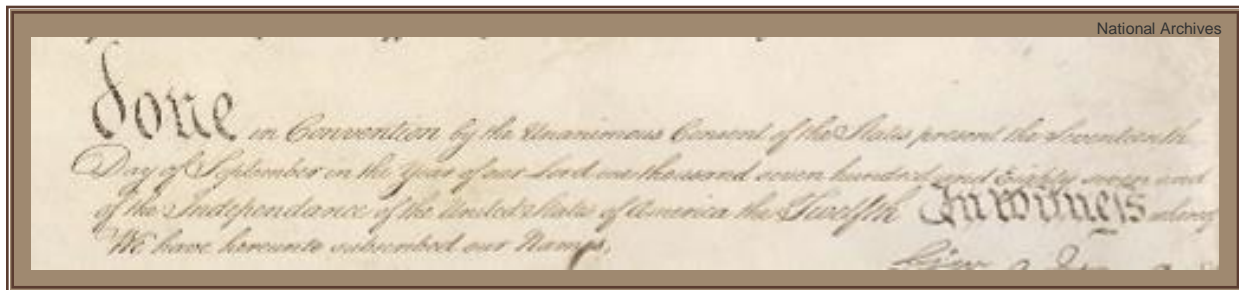 National Archives
done in Convention by the Unanimous Consent of the States present the Seventeenth
Day of September in the Year of our Lord one thousand seven hundred and Eighty seven and
of the Independance of the United States of America the Twelfth In Witness whereof
We have hereunto subscribed our Names,